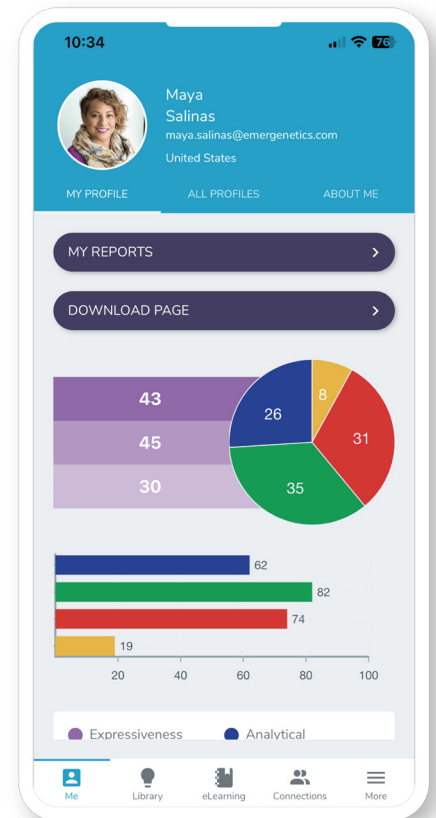 10:34
76
Maya
Salinas
maya.salinas@emergenetics.com
United States
MY PROFILE ALL PROFILES ABOUT ME
MY REPORTS
DOWNLOAD PAGE
43
45
30
26
8
31
35
62
82
74
19
20 40 60 80 100
Expressiveness Analytical
Me Library eLearning Connections More